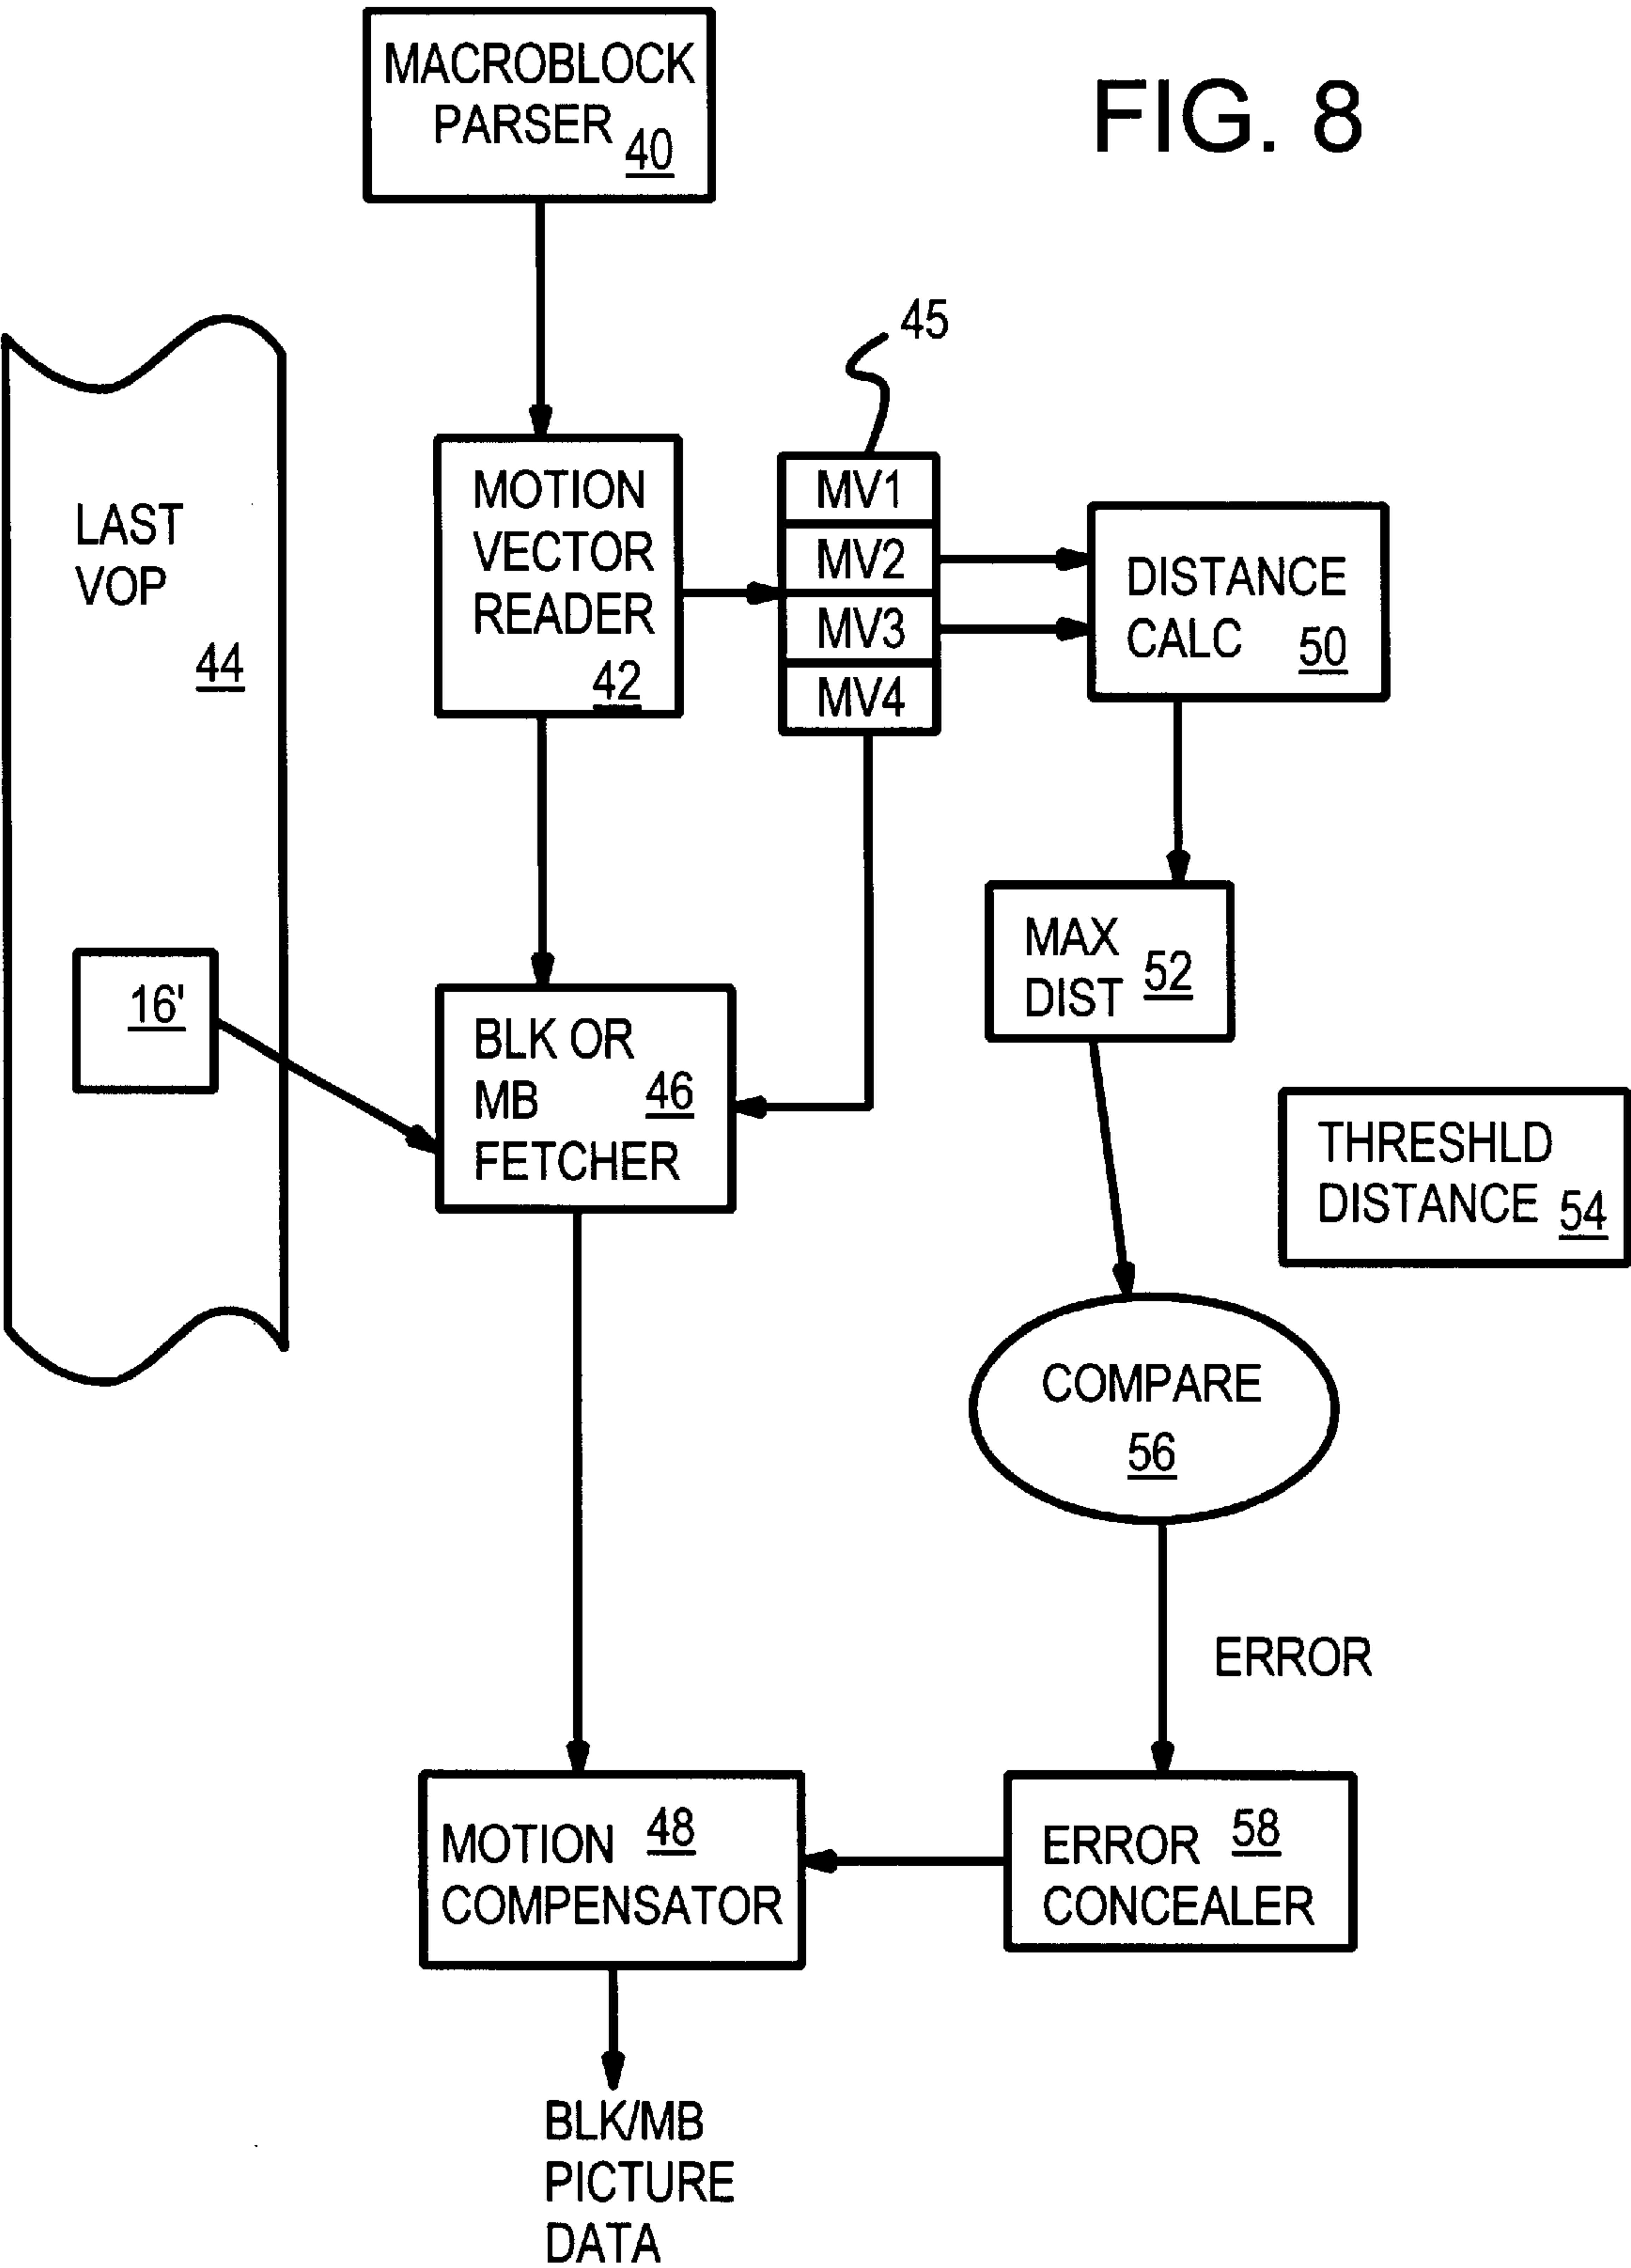 MACROBLOCK
PARSER 40
FIG. 8
45
LAST
VOP
44
MOTION
VECTOR
READER
42
MV1
MV2
MV3
MV4
DISTANCE
CALC 50
MAX
DIST 52
16'
BLK OR
MB 46
FETCHER
THRESHLD
DISTANCE 54
COMPARE
56
ERROR
MOTION 48
COMPENSATOR
ERROR 58
CONCEALER
BLK/MB
PICTURE
DATA